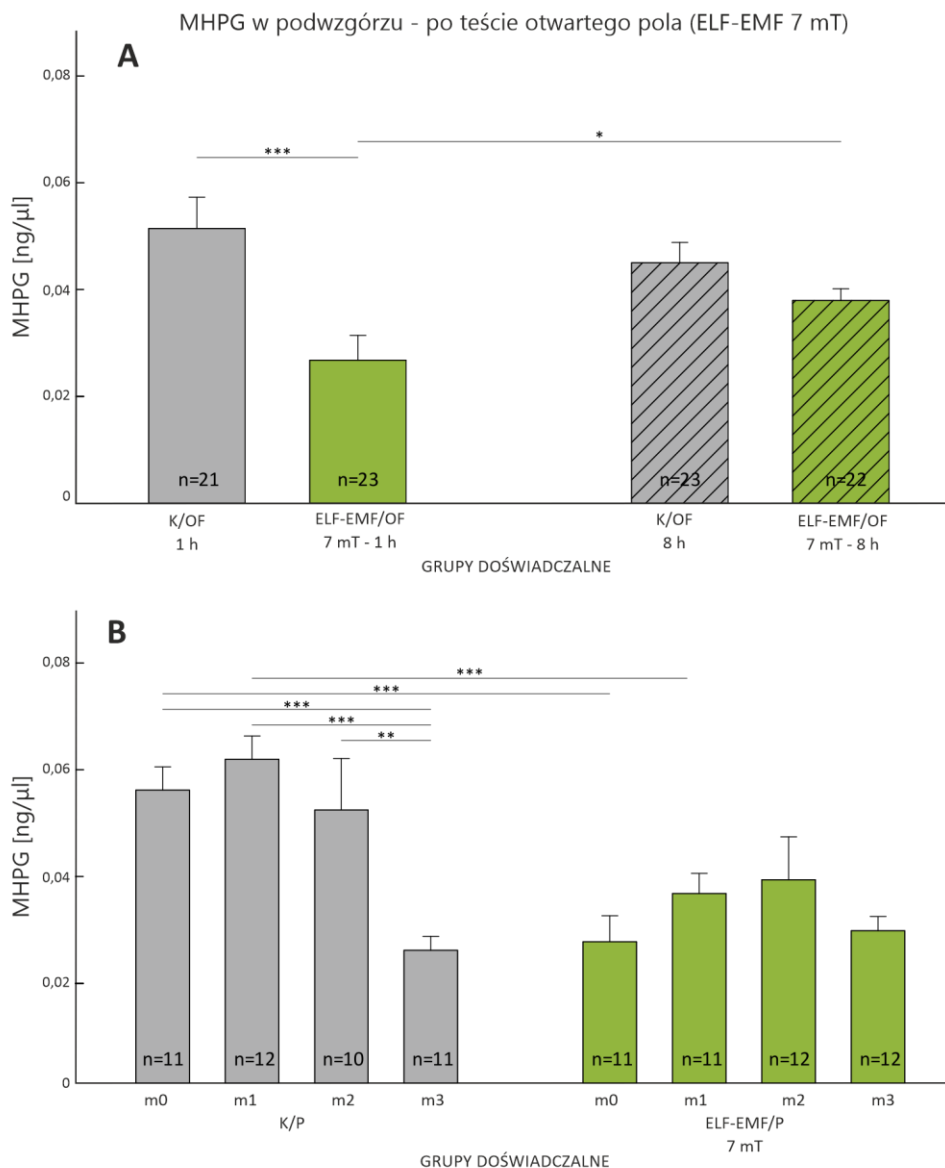 MHPG w podwzgórzu - po teście otwartego pola (ELF-EMF 7 mT)
A
MHPG [ng/µl]
0,08
0,06
0,04
0,02
0
***
*
n=21
n=23
n=23
n=22
K/OF
1 h
ELF-EMF/OF
7 mT - 1 h
K/OF
8 h
ELF-EMF/OF
7 mT - 8 h
GRUPY DOŚWIADCZALNE
B
MHPG [ng/µl]
0,08
0,06
0,04
0,02
0
***
***
***
***
**
n=11
n=12
n=10
n=11
n=11
n=11
n=12
n=12
m0
m1
m2
m3
m0
m1
m2
m3
K/P
ELF-EMF/P
7 mT
GRUPY DOŚWIADCZALNE